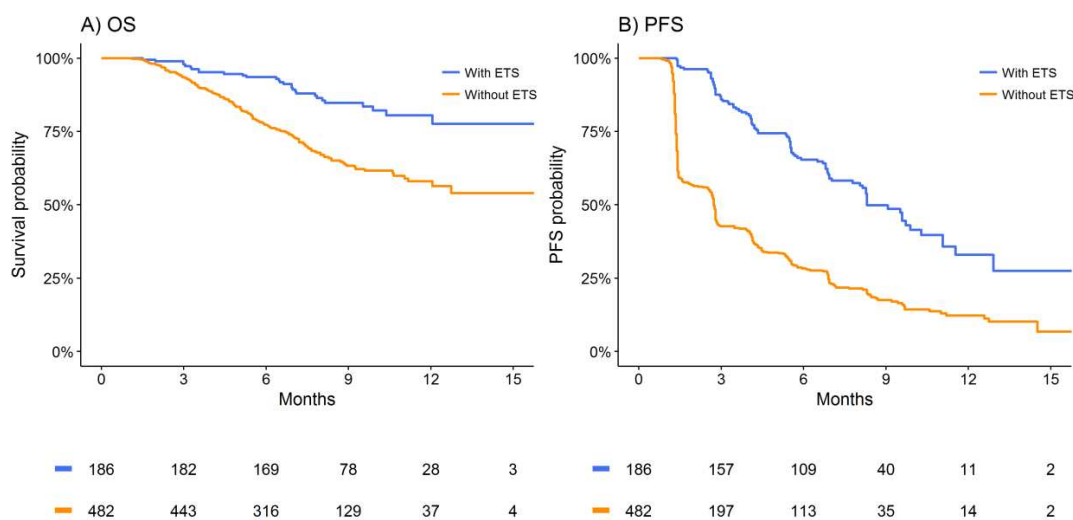 A) OS
100%
75%
50%
25%
0%
Survival probability
With ETS
Without ETS
0 3 6 9 12 15
Months
186 182 169 78 28 3
482 443 316 129 37 4
B) PFS
100%
75%
50%
25%
0%
PFS probability
With ETS
Without ETS
0 3 6 9 12 15
Months
186 157 109 40 11 2
482 197 113 35 14 2